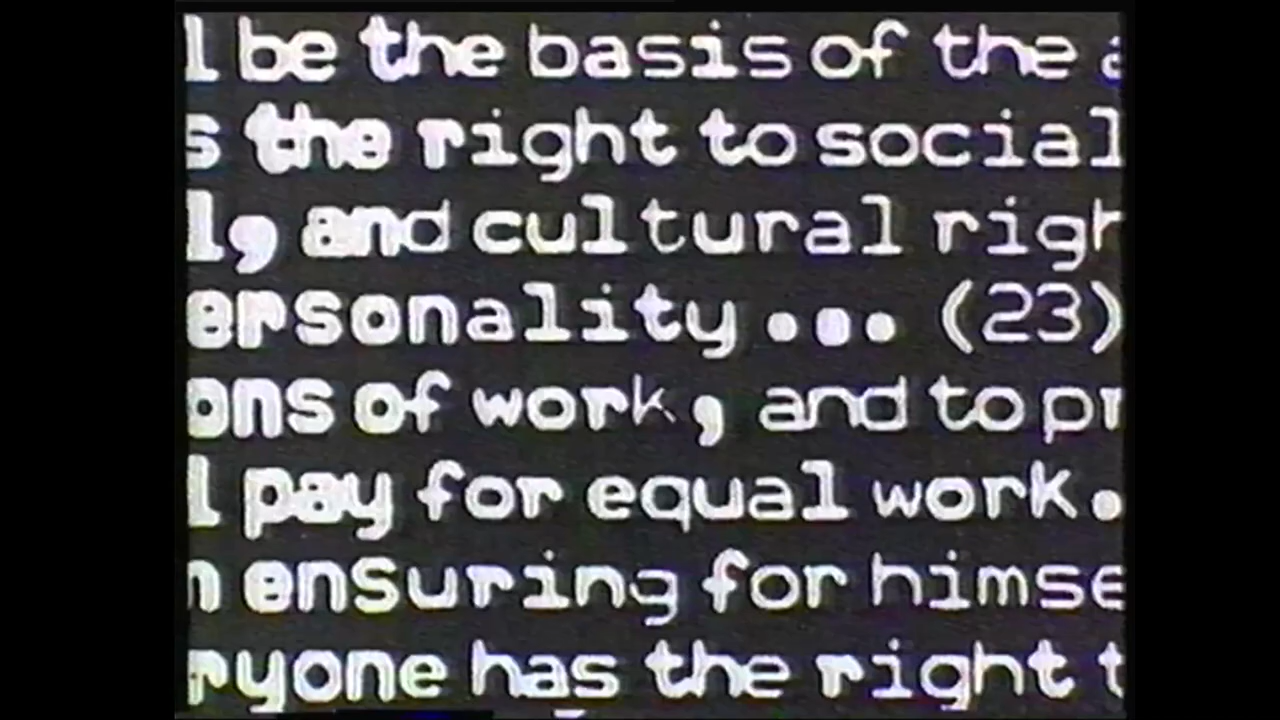 l be the basis of the a
s the right to social
l, and cultural righ
ersonality... (23)
ons of work, and to pr
l pay for equal work.
n ensuring for himse
ryone has the right t